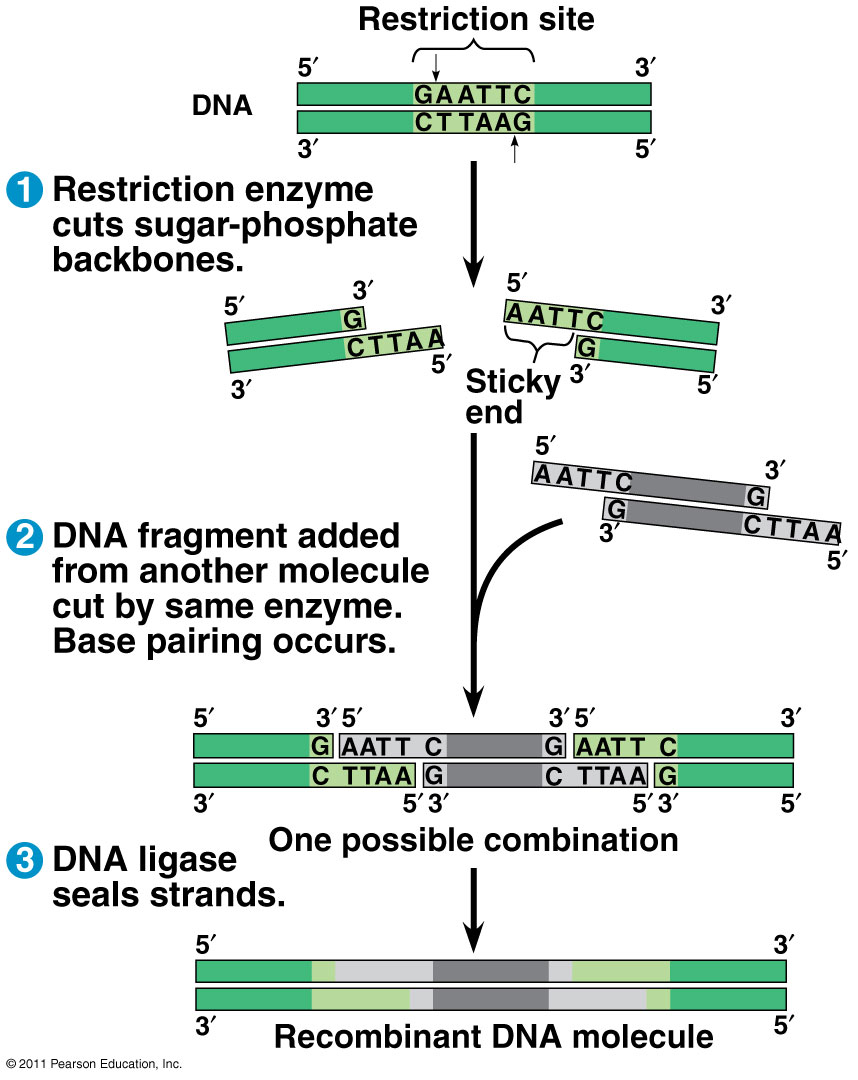 Restriction site
5′ 3′
DNA
GAATTC
CTTAAG
3′ 5′
1 Restriction enzyme
cuts sugar-phosphate
backbones.
5′ 3′ 5′ 3′
G AATTC
CTTAA G
3′ 5′ 3′ 5′
Sticky
end
5′ 3′
AATTC G
G CTTAA
3′ 5′
2 DNA fragment added
from another molecule
cut by same enzyme.
Base pairing occurs.
5′ 3′ 5′ 3′ 5′ 3′
G AATT C G AATT C
C TTAA G C TTAA G
3′ 5′ 3′ 5′ 3′ 5′
One possible combination
3 DNA ligase
seals strands.
5′ 3′
3′ 5′
Recombinant DNA molecule
© 2011 Pearson Education, Inc.